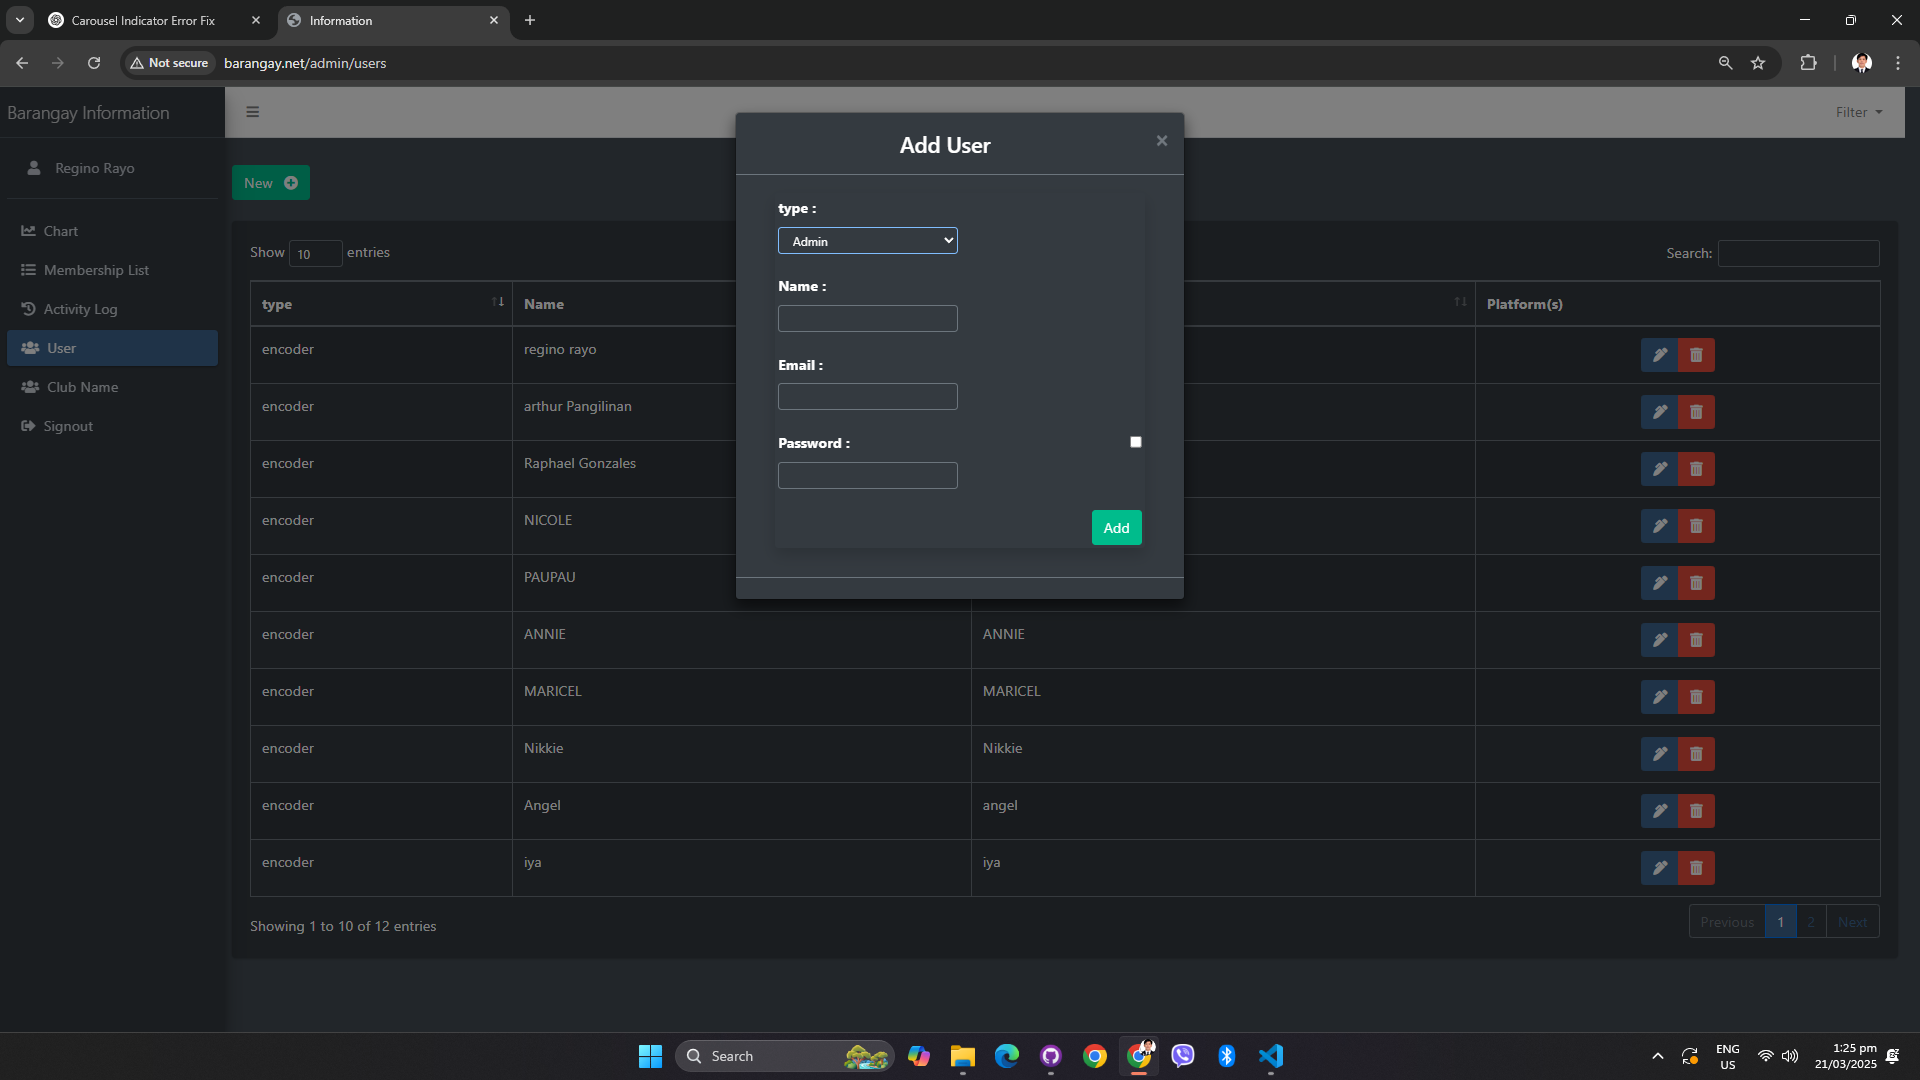 Carousel Indicator Error Fix
Information
Not secure
barangay.net/admin/users
Barangay Information
Filter
Regino Rayo
New
Chart
Membership List
Activity Log
User
Club Name
Signout
Show 10 entries
Search:
type
Name
Platform(s)
encoder
regino rayo
encoder
arthur Pangilinan
encoder
Raphael Gonzales
encoder
NICOLE
encoder
PAUPAU
encoder
ANNIE
ANNIE
encoder
MARICEL
MARICEL
encoder
Nikkie
Nikkie
encoder
Angel
angel
encoder
iya
iya
Showing 1 to 10 of 12 entries
Previous
1
2
Next
Add User
×
type :
Admin
Name :
Email :
Password :
Add
Search
ENG
US
1:25 pm
21/03/2025